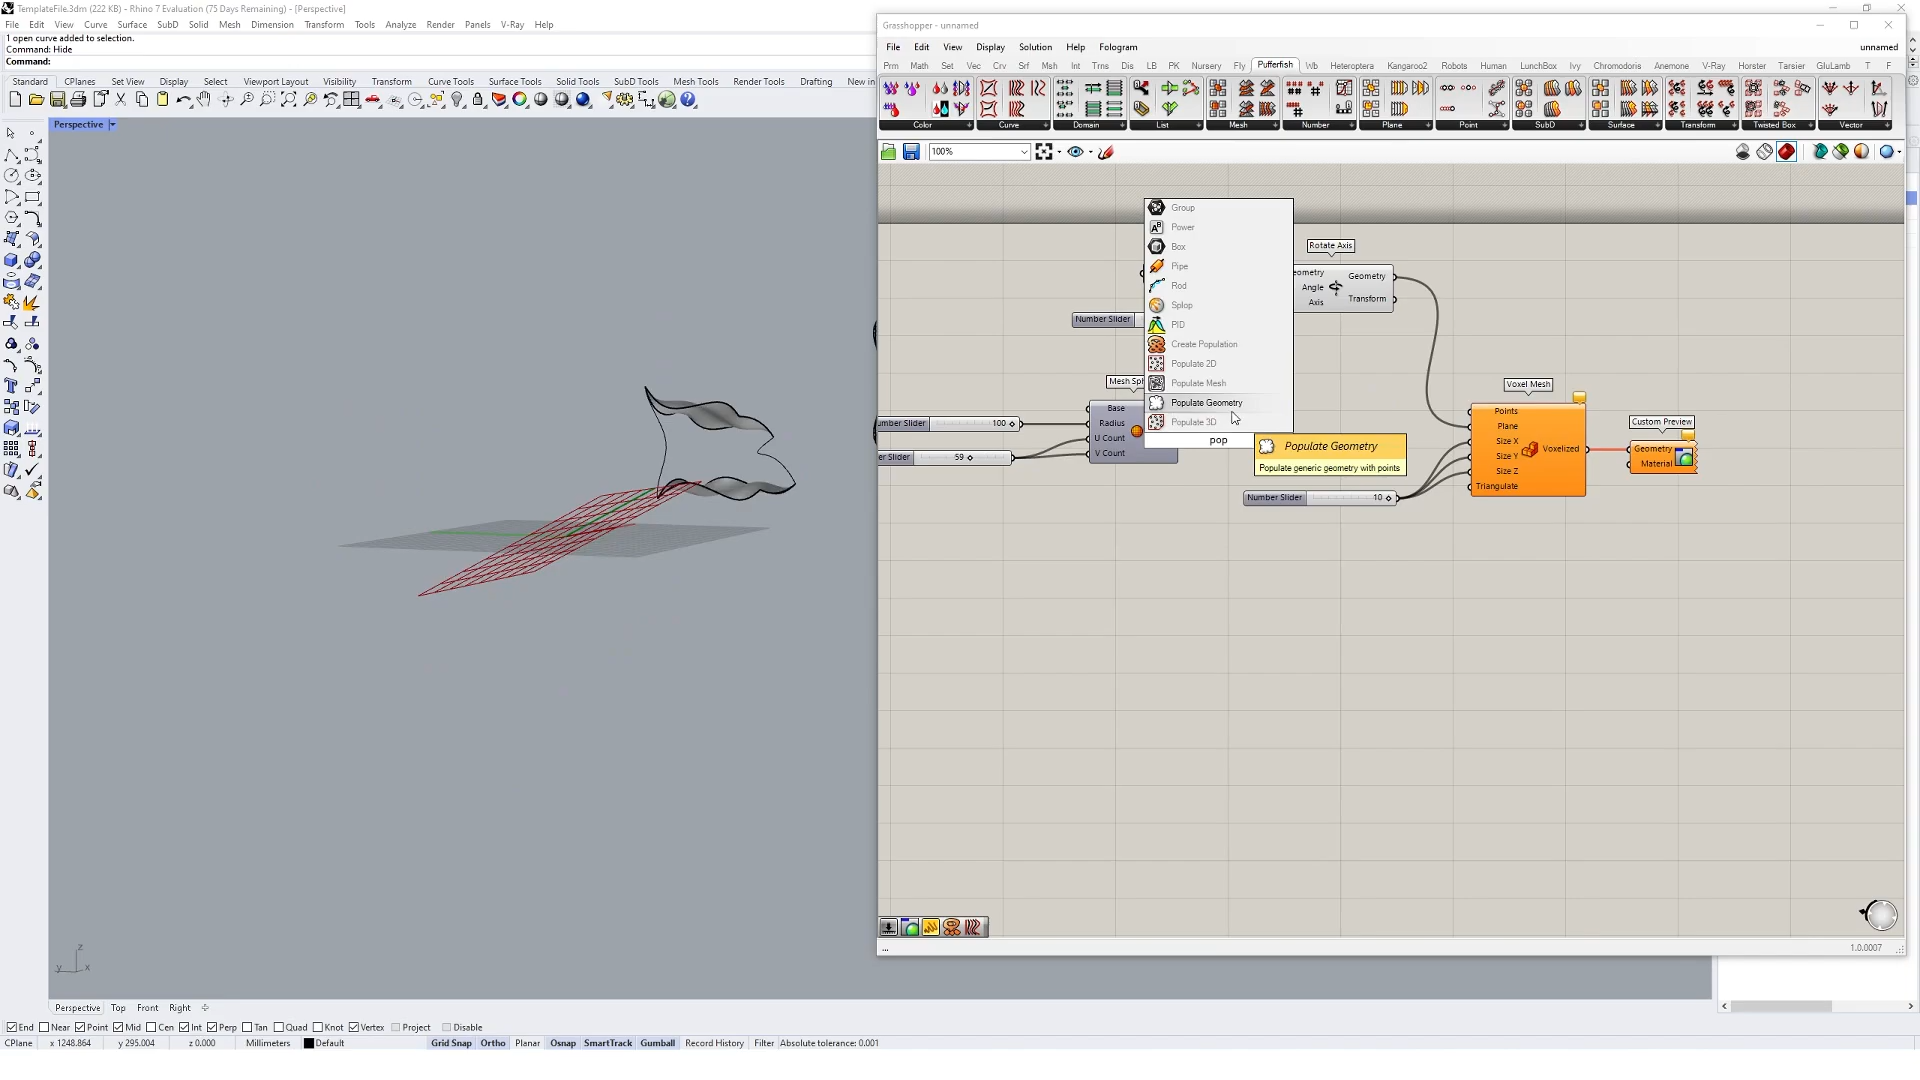 TemplateFile.3dm (222 KB) - Rhino 7 Evaluation (75 Days Remaining) - [Perspective]
File Edit View Curve Surface SubD Solid Mesh Dimension Transform Tools Analyze Render Panels V-Ray Help
1 open curve added to selection.
Command: Hide
Command:
Standard CPlanes Set View Display Select Viewport Layout Visibility Transform Curve Tools Surface Tools Solid Tools SubD Tools Mesh Tools Render Tools Drafting New in
Perspective
Grasshopper - unnamed
File Edit View Display Solution Help Fologram unnamed
Prm Math Set Vec Crv Srf Msh Int Trns Dis LB PK Nursery Fly Pufferfish Wb Heteroptera Kangaroo2 Robots Human LunchBox Ivy Chromodoris Anemone V-Ray Horster Tarsier GluLamb T F
Color Curve Domain List Mesh Number Plane Point SubD Surface Transform Twisted Box Vector
100%
Group
Power
Box
Pipe
Rod
Splop
PID
Create Population
Populate 2D
Populate Mesh
Populate Geometry
Populate 3D
pop
Populate Geometry
Populate generic geometry with points
Rotate Axis
eometry Geometry
Angle
Transform
Axis
Number Slider
Mesh Sph
Base
Radius
U Count
V Count
umber Slider 100
er Slider 59
Number Slider 10
Voxel Mesh
Points
Plane
Size X
Size Y
Size Z
Triangulate
Voxelized
Custom Preview
Geometry
Material
...
1.0.0007
z
y x
Perspective Top Front Right
End Near Point Mid Cen Int Perp Tan Quad Knot Vertex Project Disable
CPlane x 1248.864 y 295.004 z 0.000 Millimeters Default Grid Snap Ortho Planar Osnap SmartTrack Gumball Record History Filter Absolute tolerance: 0.001